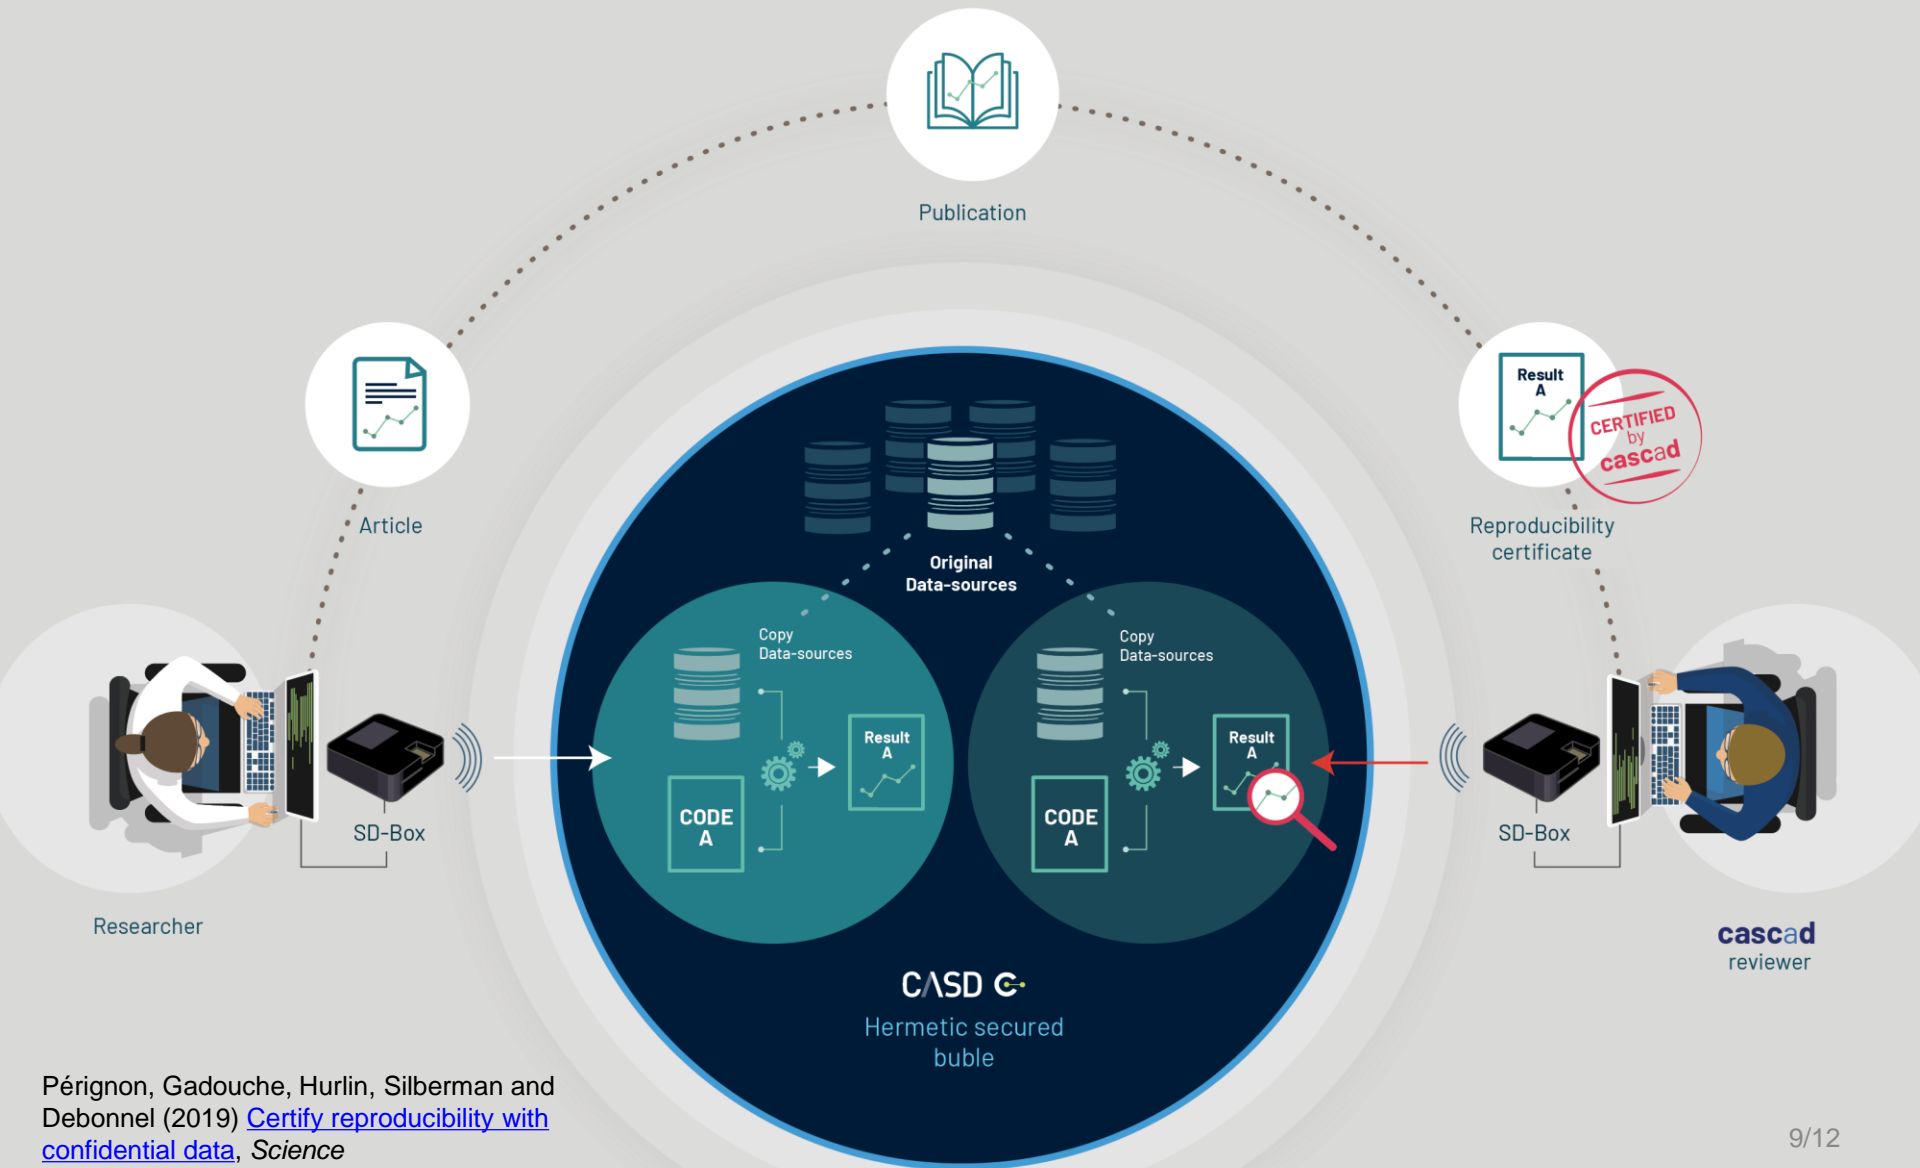 Publication
Article
Result
A
CERTIFIED
by
cascad
Reproducibility
certificate
Original
Data-sources
Copy
Data-sources
Result
A
CODE
A
Copy
Data-sources
Result
A
CODE
A
SD-Box
Researcher
SD-Box
cascad
reviewer
CASD C
Hermetic secured
buble
Pérignon, Gadouche, Hurlin, Silberman and
Debonnel (2019) Certify reproducibility with
confidential data, Science
9/12